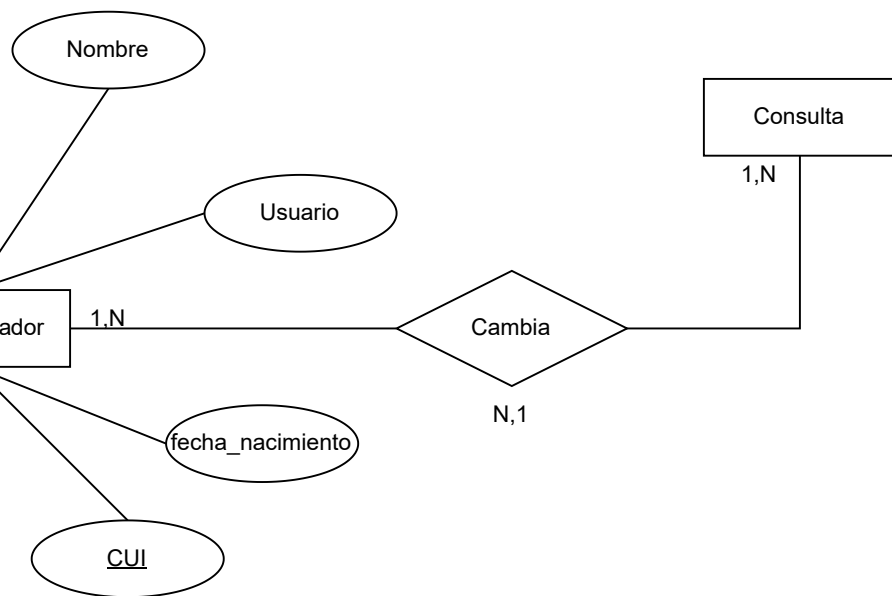 Nombre
Consulta
1,N
Usuario
ador
1,N
Cambia
N,1
fecha_nacimiento
CUI